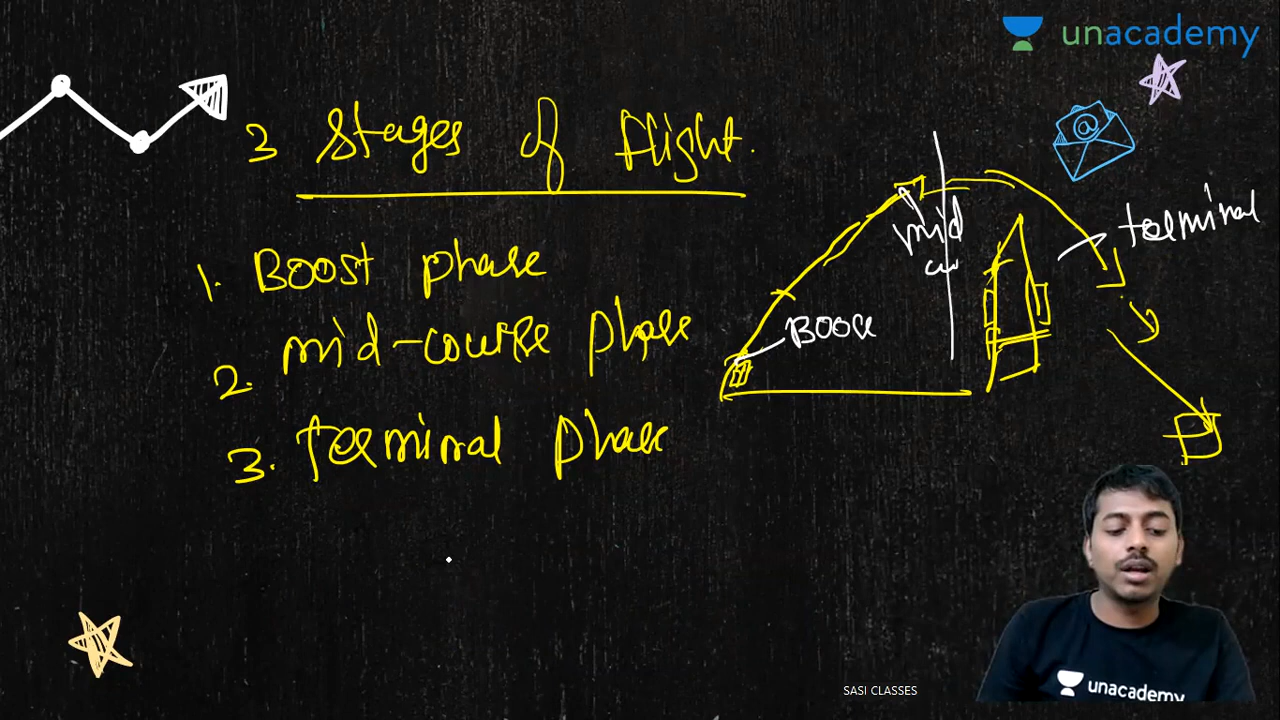 unacademy
3 stages of flight.
@
1. Boost phase
2. mid-course phase
3. terminal phase
mid
terminal
unacademy
SASI CLASSES